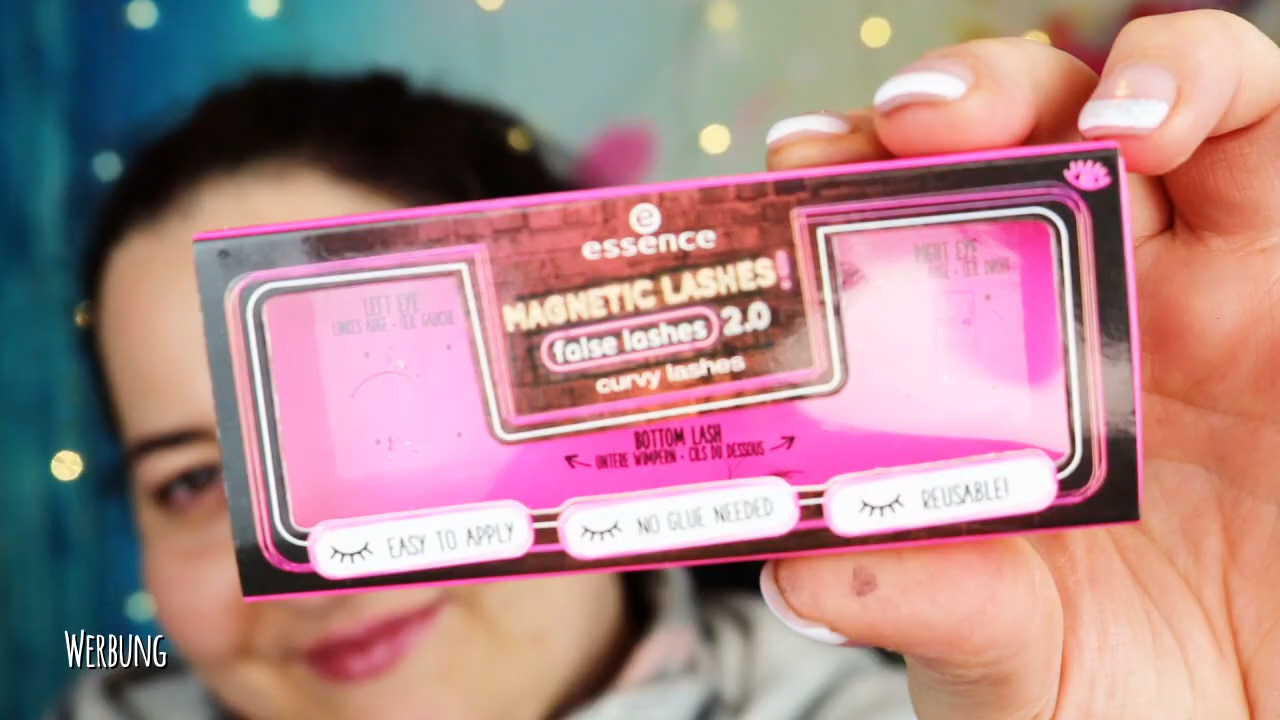 e
essence
MAGNETIC LASHES!
false lashes 2.0
curvy lashes
LEFT EYE
LINKES AUGE • ŒIL GAUCHE
RIGHT EYE
BOTTOM LASH
UNTERE WIMPERN • CILS DU DESSOUS
EASY TO APPLY
NO GLUE NEEDED
REUSABLE!
WERBUNG